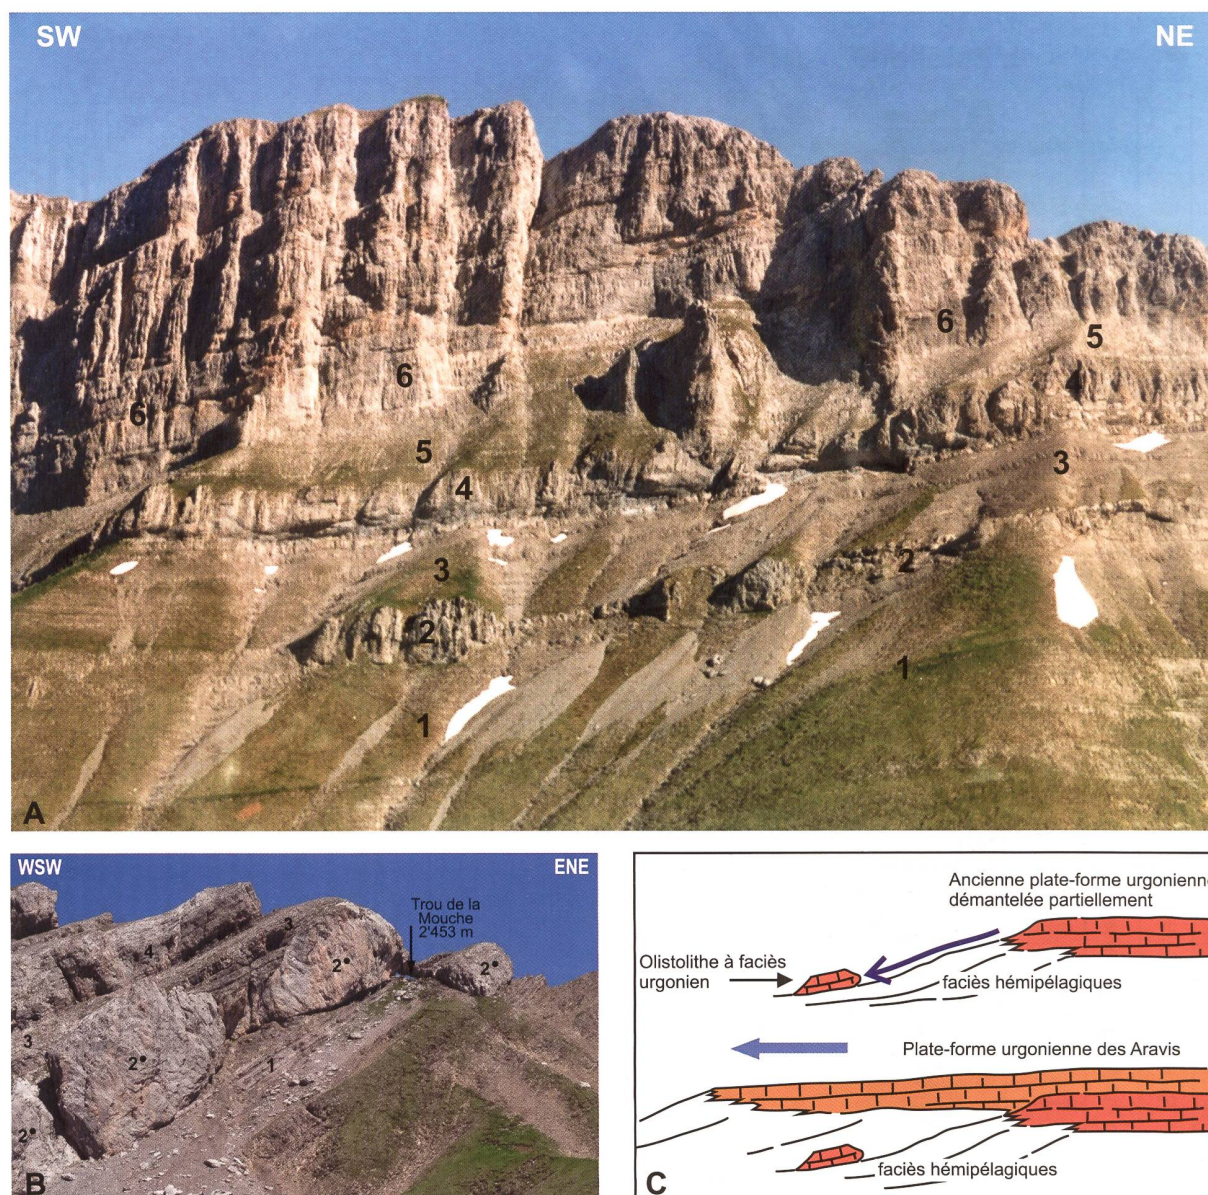 SW
NE
6
5
6
6
4
5
4
3
2
3
2
1
1
A
WSW
ENE
Trou de la
Mouche
2'453 m
3
4
2•
2•
3
2•
1
2•
B
Ancienne plate-forme urgonienne
démantelée partiellement
Olistolithe à faciès
urgonien
faciès hémipélagiques
Plate-forme urgonienne des Aravis
faciès hémipélagiques
C